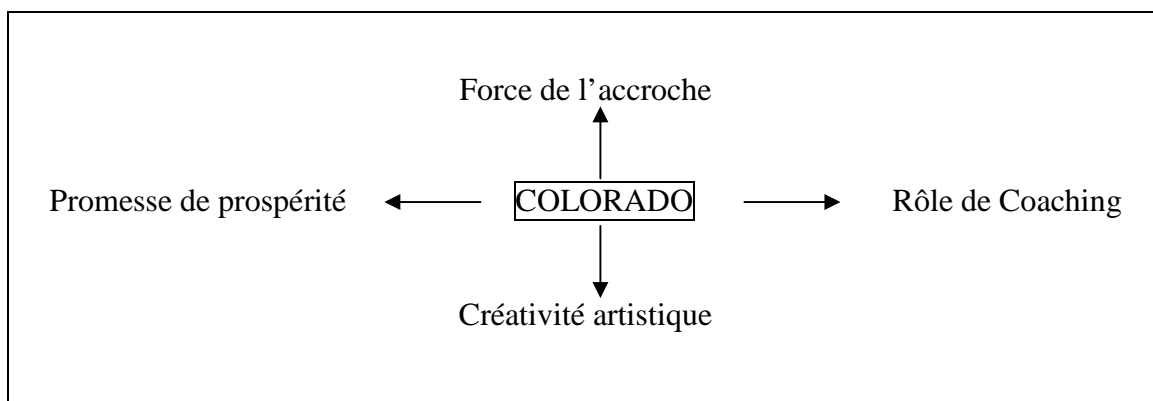 Force de l’accroche
Promesse de prospérité
COLORADO
Rôle de Coaching
Créativité artistique